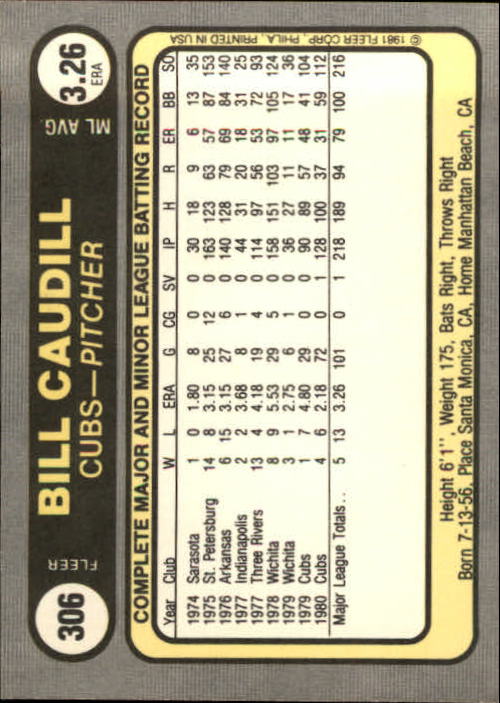 306
FLEER
BILL CAUDILL
CUBS—PITCHER
ML AVG.
3.26
ERA
COMPLETE MAJOR AND MINOR LEAGUE BATTING RECORD
Year Club W L ERA G CG SV IP H R ER BB SO
1974 Sarasota 1 0 1.80 8 0 0 30 18 9 6 13 35
1975 St. Petersburg 14 8 3.15 25 12 0 163 123 63 57 87 153
1976 Arkansas 6 15 3.15 27 6 0 140 128 79 69 84 140
1977 Indianapolis 2 2 3.68 8 1 0 44 31 20 18 31 25
1977 Three Rivers 13 4 4.18 19 4 0 114 97 56 53 72 93
1978 Wichita 8 9 5.53 29 5 0 158 151 103 97 105 124
1979 Wichita 3 1 2.75 6 1 0 36 27 11 11 17 36
1979 Cubs 1 7 4.80 29 0 0 90 89 57 48 41 104
1980 Cubs 4 6 2.18 72 0 1 128 100 37 31 59 112
Major League Totals.. 5 13 3.26 101 0 1 218 189 94 79 100 216
Height 6'1", Weight 175, Bats Right, Throws Right
Born 7-13-56, Place Santa Monica, CA, Home Manhattan Beach, CA
© 1981 FLEER CORP., PHILA., PRINTED IN USA